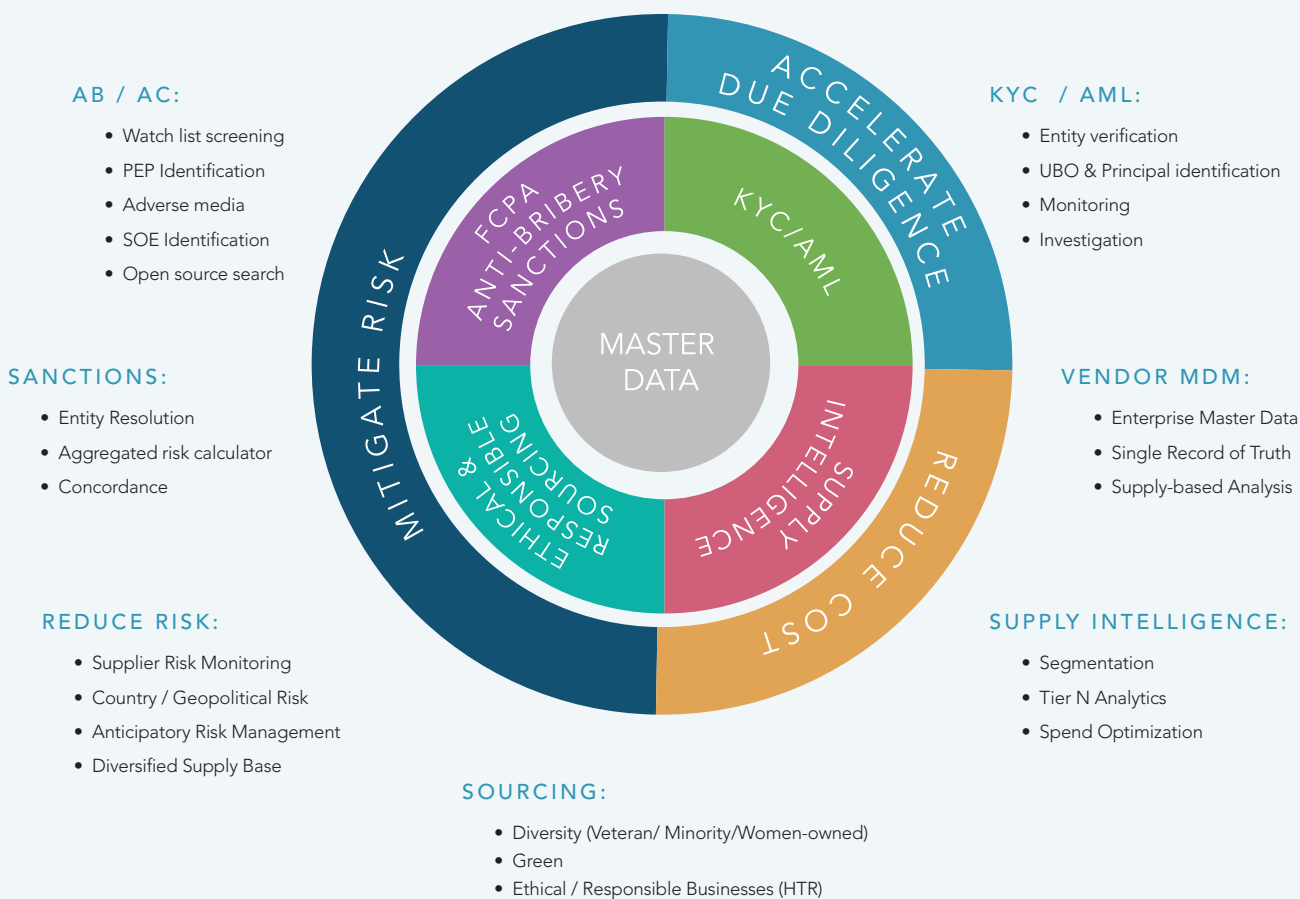 AB / AC:
• Watch list screening
• PEP Identification
• Adverse media
• SOE Identification
• Open source search
SANCTIONS:
• Entity Resolution
• Aggregated risk calculator
• Concordance
REDUCE RISK:
• Supplier Risk Monitoring
• Country / Geopolitical Risk
• Anticipatory Risk Management
• Diversified Supply Base
MITIGATE RISK
ACCELERATE
DUE DILIGENCE
REDUCE COST
FCPA
ANTI-BRIBERY
SANCTIONS
KYC/AML
MASTER
DATA
ETHICAL &
RESPONSIBLE
SOURCING
SUPPLY
INTELLIGENCE
KYC / AML:
• Entity verification
• UBO & Principal identification
• Monitoring
• Investigation
VENDOR MDM:
• Enterprise Master Data
• Single Record of Truth
• Supply-based Analysis
SUPPLY INTELLIGENCE:
• Segmentation
• Tier N Analytics
• Spend Optimization
SOURCING:
• Diversity (Veteran/ Minority/Women-owned)
• Green
• Ethical / Responsible Businesses (HTR)